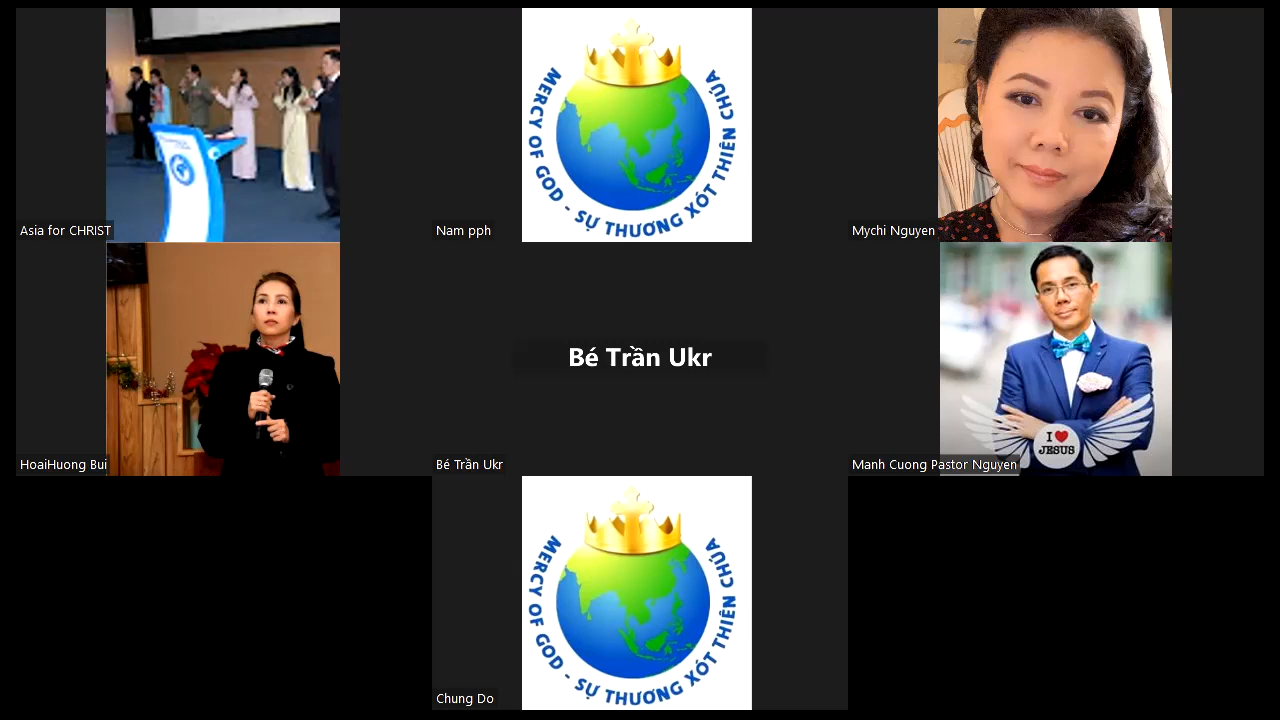 MERCY OF GOD - SỰ THƯƠNG XÓT THIÊN CHÚA
Asia for CHRIST
Nam pph
Mychi Nguyen
Bé Trần Ukr
I ❤ JESUS
HoaiHuong Bui
Bé Trần Ukr
Manh Cuong Pastor Nguyen
MERCY OF GOD - SỰ THƯƠNG XÓT THIÊN CHÚA
Chung Do